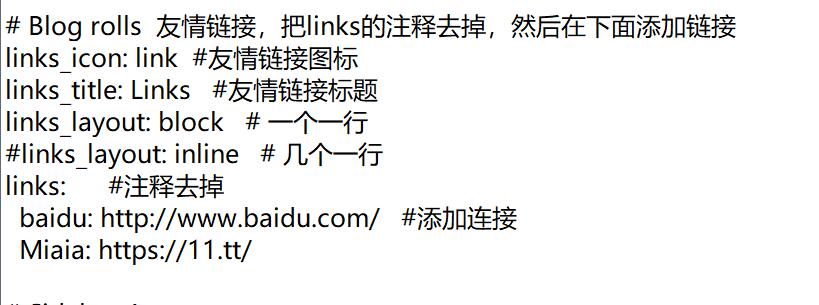 # Blog rolls  友情链接，把links的注释去掉，然后在下面添加链接
links_icon: link  #友情链接图标
links_title: Links   #友情链接标题
links_layout: block   # 一个一行
#links_layout: inline   # 几个一行
links:      #注释去掉
  baidu: http://www.baidu.com/   #添加连接
  Miaia: https://11.tt/